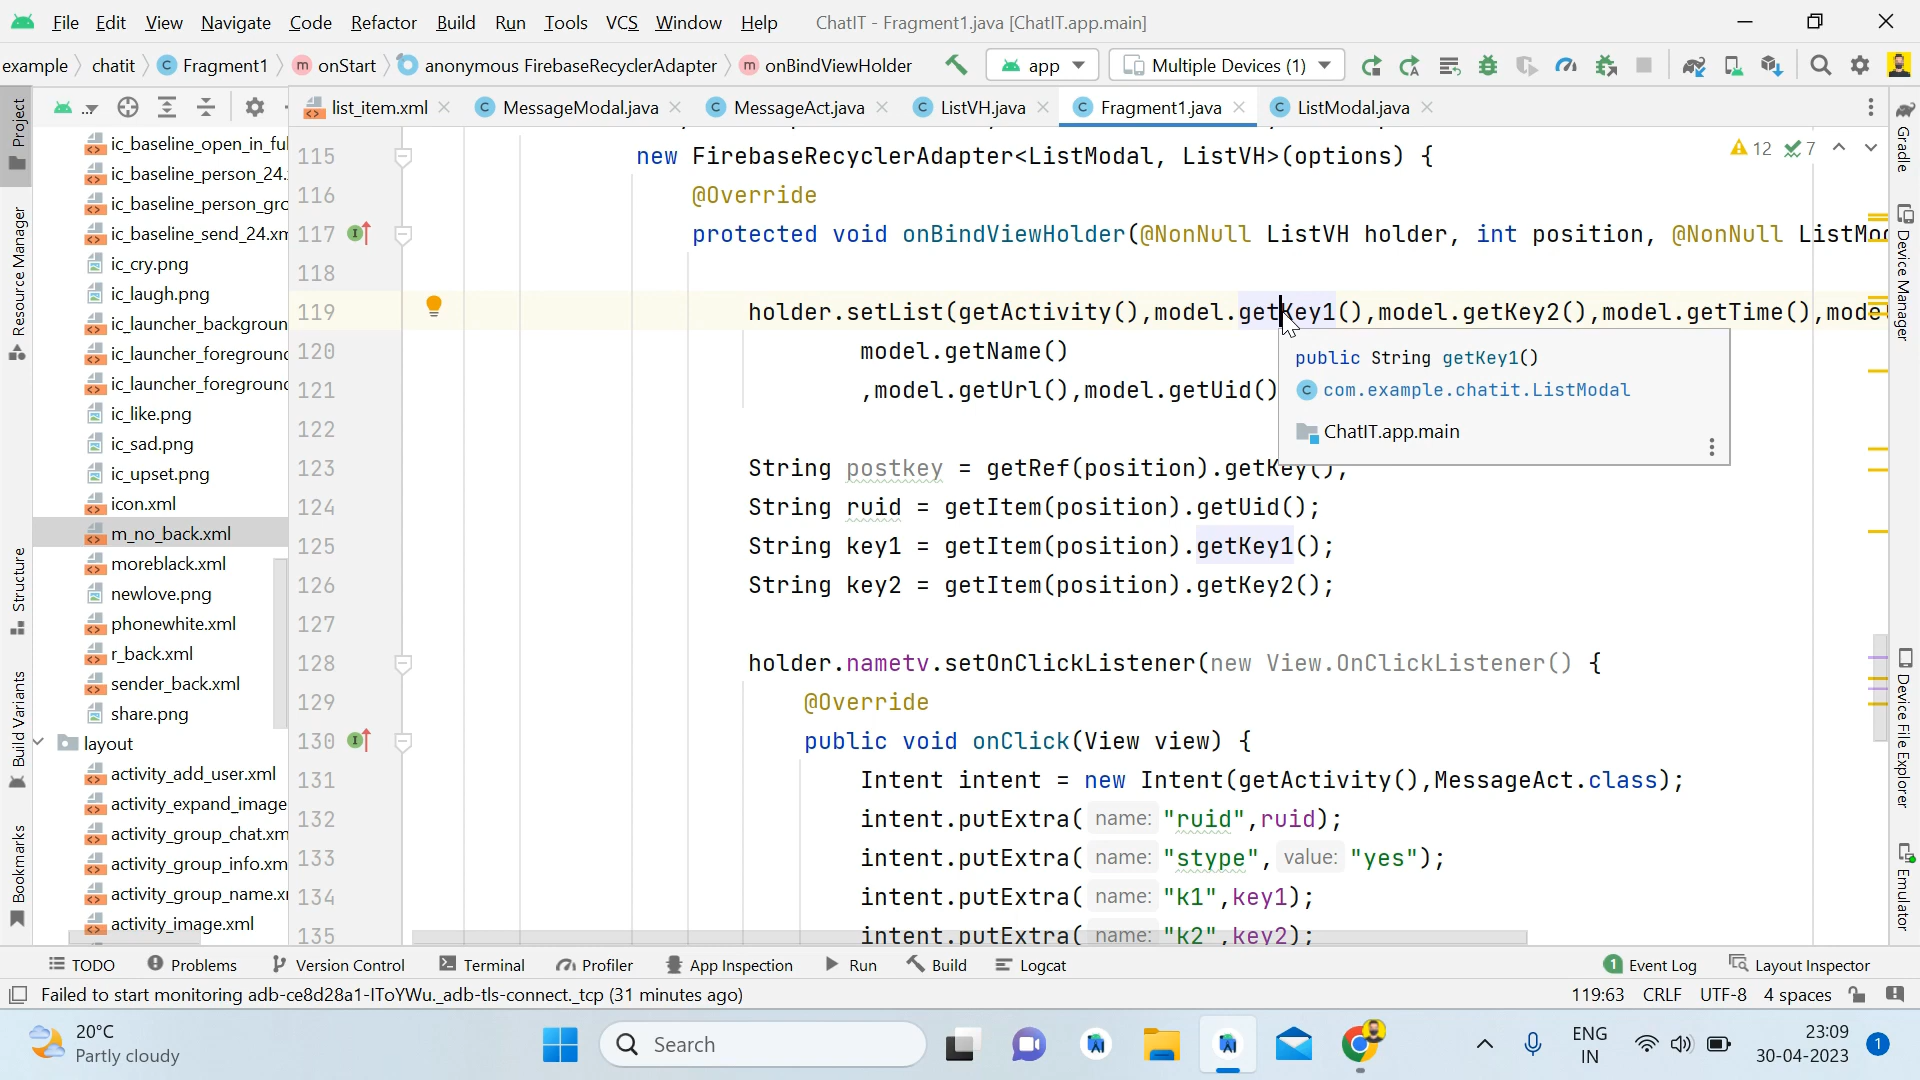 File Edit View Navigate Code Refactor Build Run Tools VCS Window Help ChatIT - Fragment1.java [ChatIT.app.main]
example chatit Fragment1 onStart anonymous FirebaseRecyclerAdapter onBindViewHolder app Multiple Devices (1)
list_item.xml MessageModal.java MessageAct.java ListVH.java Fragment1.java ListModal.java
Project
Resource Manager
Structure
Build Variants
Bookmarks
ic_baseline_open_in_ful
ic_baseline_person_24.
ic_baseline_person_gro
ic_baseline_send_24.xm
ic_cry.png
ic_laugh.png
ic_launcher_backgroun
ic_launcher_foreground
ic_launcher_foreground
ic_like.png
ic_sad.png
ic_upset.png
icon.xml
m_no_back.xml
moreblack.xml
newlove.png
phonewhite.xml
r_back.xml
sender_back.xml
share.png
layout
activity_add_user.xml
activity_expand_image
activity_group_chat.xm
activity_group_info.xm
activity_group_name.x
activity_image.xml
12 7
115 new FirebaseRecyclerAdapter<ListModal, ListVH>(options) {
116 @Override
117 protected void onBindViewHolder(@NonNull ListVH holder, int position, @NonNull ListMo
118
119 holder.setList(getActivity(),model.getKey1(),model.getKey2(),model.getTime(),mode
120 model.getName()
121 ,model.getUrl(),model.getUid()
122
123 String postkey = getRef(position).getKey();
124 String ruid = getItem(position).getUid();
125 String key1 = getItem(position).getKey1();
126 String key2 = getItem(position).getKey2();
127
128 holder.nametv.setOnClickListener(new View.OnClickListener() {
129 @Override
130 public void onClick(View view) {
131 Intent intent = new Intent(getActivity(),MessageAct.class);
132 intent.putExtra( name: "ruid",ruid);
133 intent.putExtra( name: "stype", value: "yes");
134 intent.putExtra( name: "k1",key1);
135 intent.putExtra( name: "k2",key2);
public String getKey1()
com.example.chatit.ListModal
ChatIT.app.main
Gradle
Device Manager
Device File Explorer
Emulator
TODO Problems Version Control Terminal Profiler App Inspection Run Build Logcat 1 Event Log Layout Inspector
Failed to start monitoring adb-ce8d28a1-IToYWu._adb-tls-connect._tcp (31 minutes ago) 119:63 CRLF UTF-8 4 spaces
20°C
Partly cloudy
Search
ENG
IN
23:09
30-04-2023
1